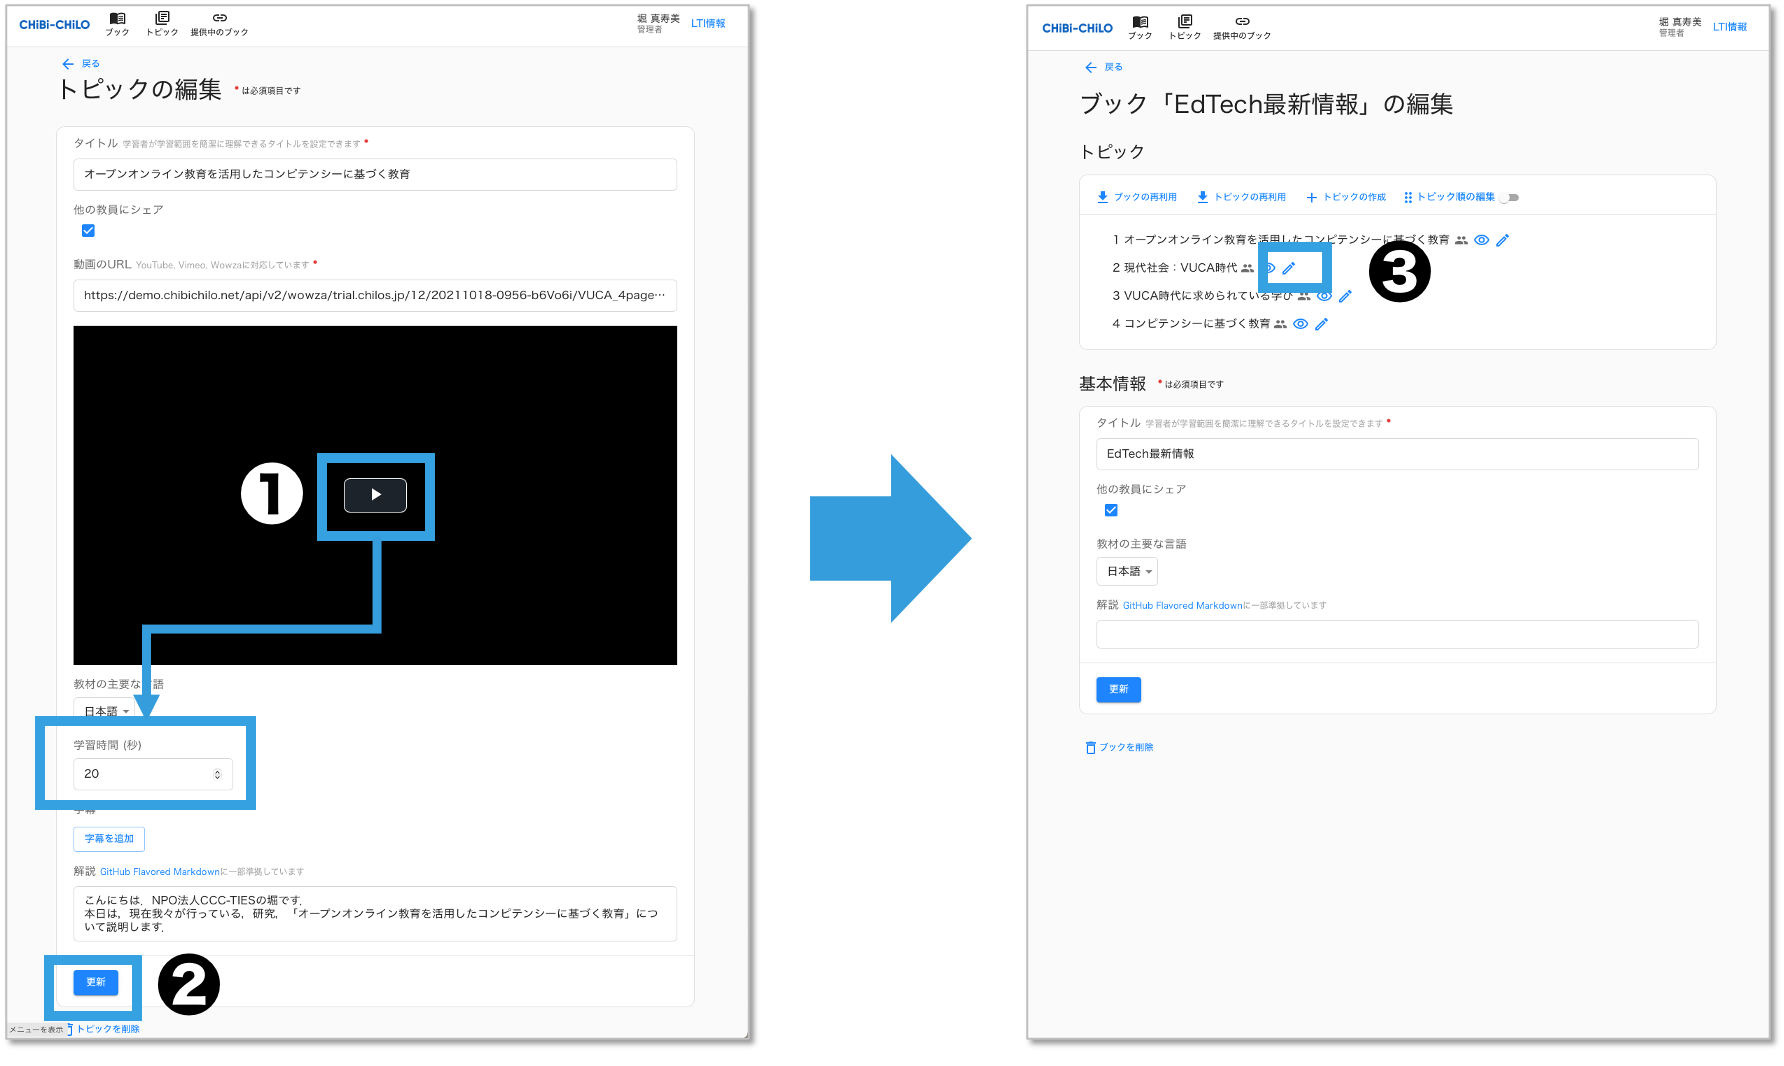 CHiBi-CHiLO
ブック
トピック
提供中のブック
堀 真寿美
管理者
LTI情報
戻る
トピックの編集 * は必須項目です
タイトル 学習者が学習範囲を簡潔に理解できるタイトルを設定できます *
オープンオンライン教育を活用したコンピテンシーに基づく教育
他の教員にシェア
動画のURL YouTube, Vimeo, Wowzaに対応しています *
https://demo.chibichilo.net/api/v2/wowza/trial.chilos.jp/12/20211018-0956-b6Vo6i/VUCA_4page…
1
教材の主要な言語
日本語
学習時間 (秒)
20
字幕
字幕を追加
解説 GitHub Flavored Markdownに一部準拠しています
こんにちは．NPO法人CCC-TIESの堀です．
本日は，現在我々が行っている，研究，「オープンオンライン教育を活用したコンピテンシーに基づく教育」につ
いて説明します．
更新
2
メニューを表示
トピックを削除
CHiBi-CHiLO
ブック
トピック
提供中のブック
堀 真寿美
管理者
LTI情報
戻る
ブック「EdTech最新情報」の編集
トピック
ブックの再利用 トピックの再利用 トピックの作成 トピック順の編集
1 オープンオンライン教育を活用したコンピテンシーに基づく教育
2 現代社会：VUCA時代
3
3 VUCA時代に求められている学び
4 コンピテンシーに基づく教育
基本情報 * は必須項目です
タイトル 学習者が学習範囲を簡潔に理解できるタイトルを設定できます *
EdTech最新情報
他の教員にシェア
教材の主要な言語
日本語
解説 GitHub Flavored Markdownに一部準拠しています
更新
ブックを削除